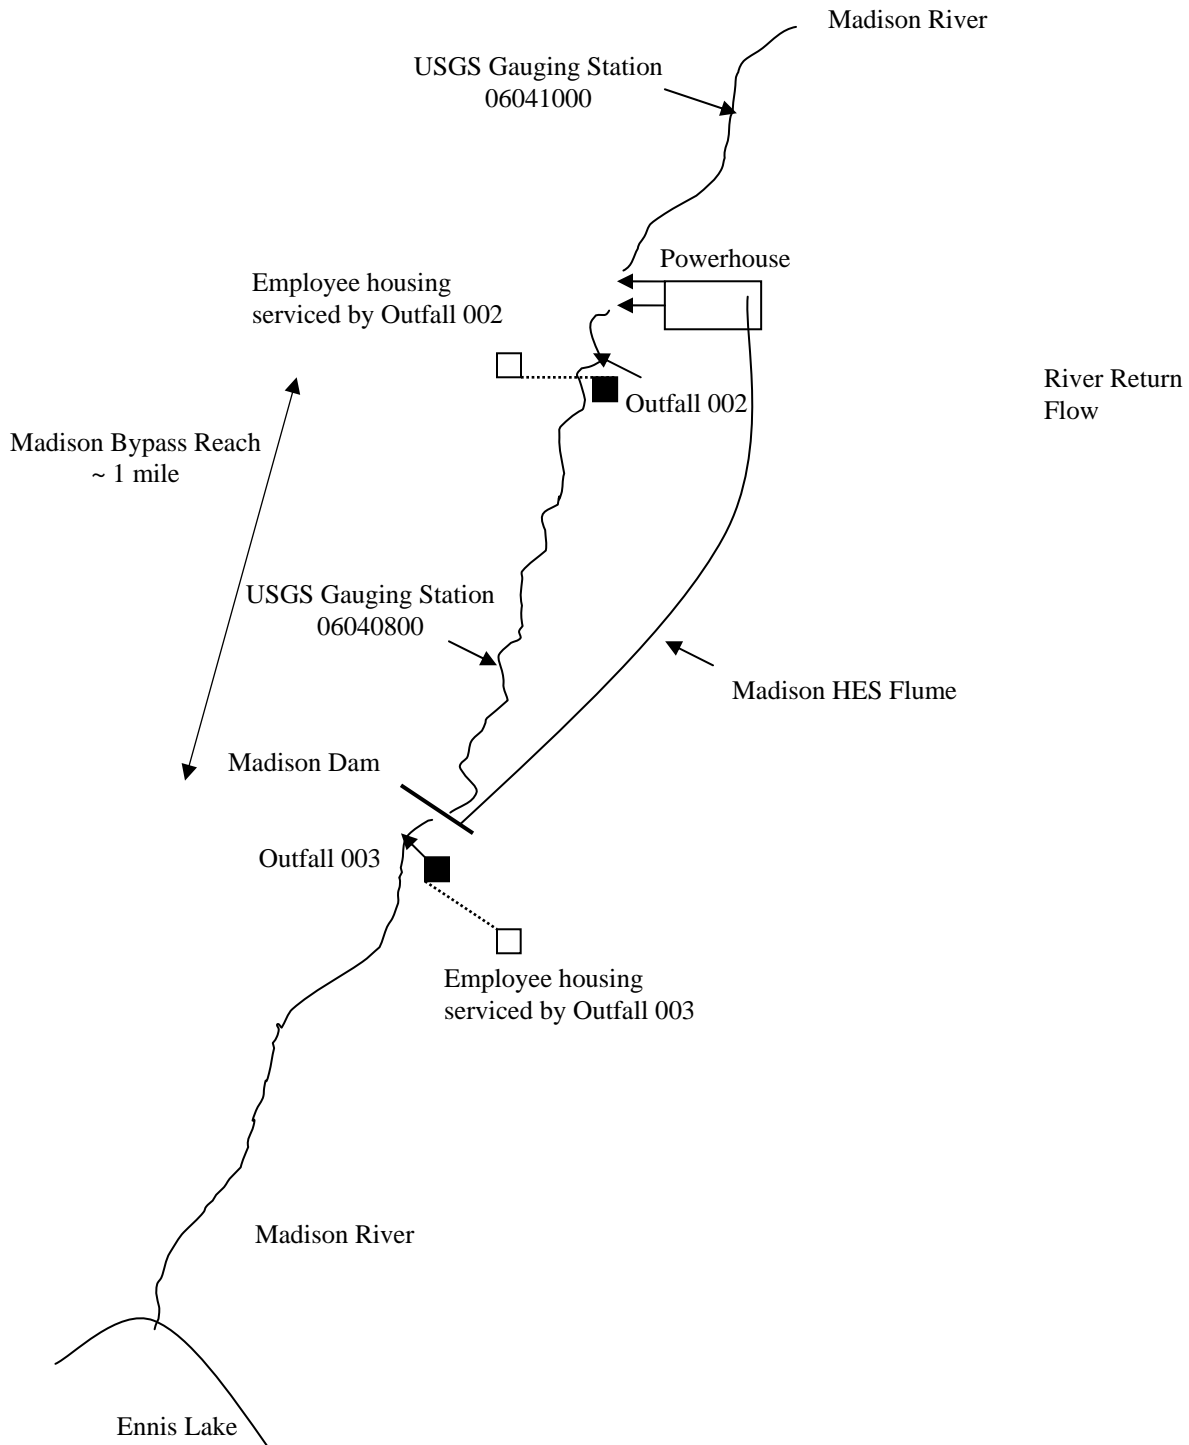 Madison River
USGS Gauging Station
06041000
Powerhouse
Employee housing
serviced by Outfall 002
River Return
Flow
Outfall 002
Madison Bypass Reach
~ 1 mile
USGS Gauging Station
06040800
Madison HES Flume
Madison Dam
Outfall 003
Employee housing
serviced by Outfall 003
Madison River
Ennis Lake